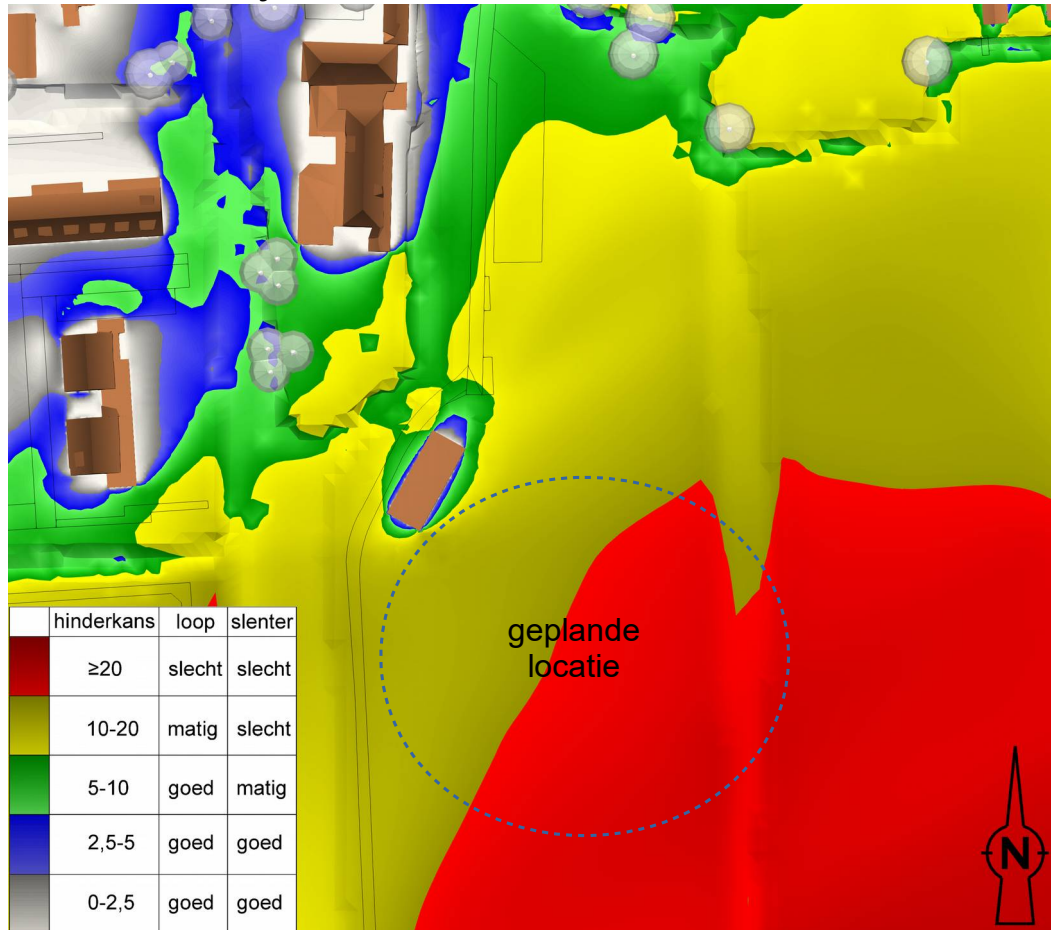 geplande
locatie
hinderkans loop slenter
≥20 slecht slecht
10-20 matig slecht
5-10 goed matig
2,5-5 goed goed
0-2,5 goed goed
N